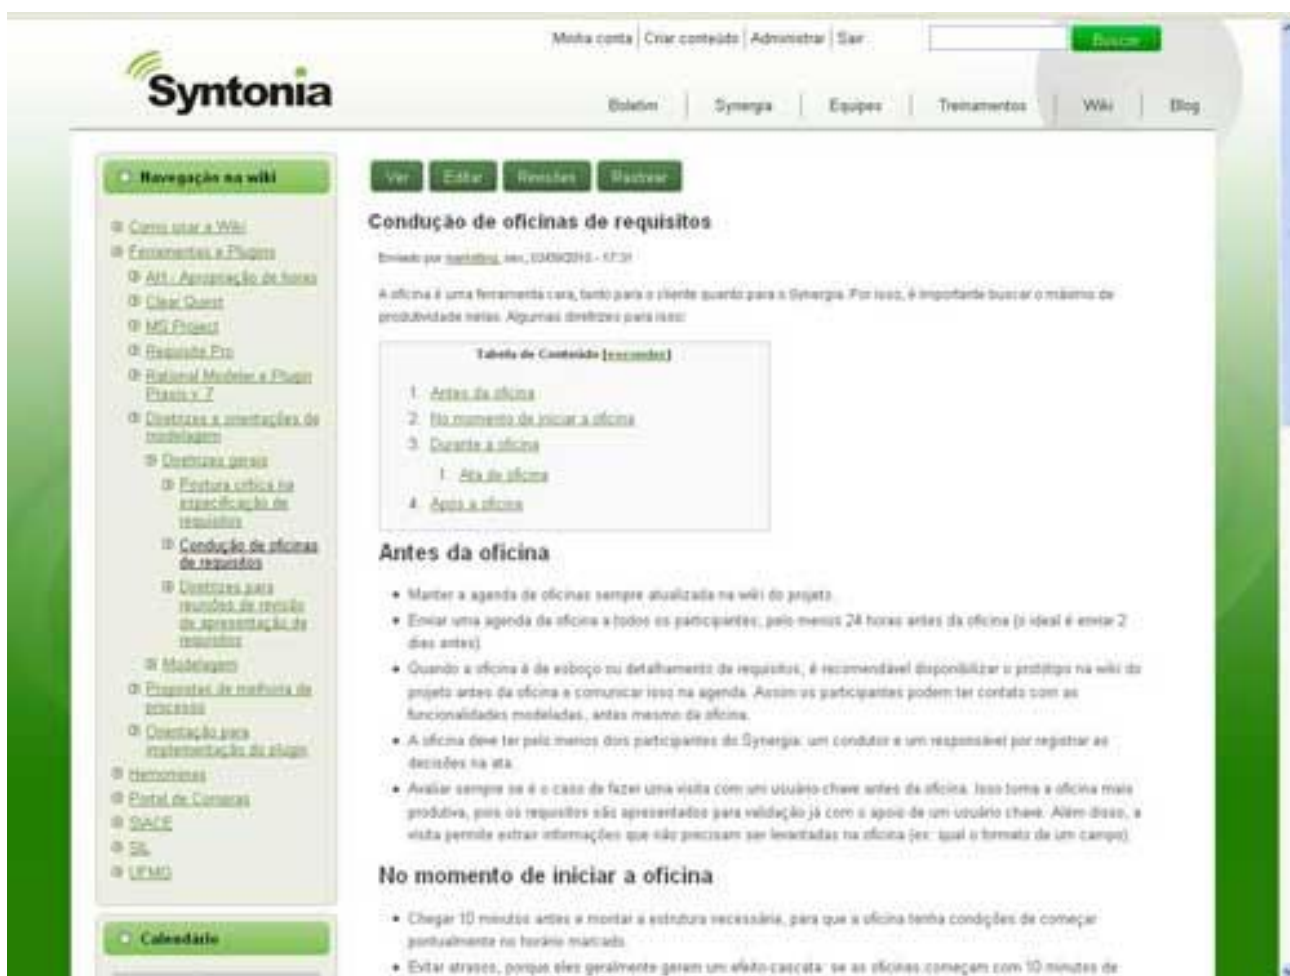 Minha conta | Criar conteúdo | Administrar | Sair
Buscar
Syntonia
Boletim | Synergia | Equipes | Treinamentos | Wiki | Blog
Navegação na wiki
Como usar a Wiki
Ferramentas e Plugins
AH - Apropriação de horas
Clear Quest
MS Project
Requisite Pro
Rational Modeler e Plugin
Praxis v. 7
Diretrizes e orientações de
modelagem
Diretrizes gerais
Postura crítica na
especificação de
requisitos
Condução de oficinas
de requisitos
Diretrizes para
reuniões de revisão
de apresentação de
requisitos
Modelagem
Propostas de melhoria de
processo
Orientação para
implementação do plugin
Hemominas
Portal de Compras
SIACE
SIL
UFMG
Calendário
Ver Editar Revisões Rastrear
Condução de oficinas de requisitos
Enviado por sex, 03/09/2010 - 17:31
A oficina é uma ferramenta cara, tanto para o cliente quanto para o Synergia. Por isso, é importante buscar o máximo de
produtividade nelas. Algumas diretrizes para isso:
Tabela de Conteúdo [esconder]
1. Antes da oficina
2. No momento de iniciar a oficina
3. Durante a oficina
1. Ata de oficina
4. Após a oficina
Antes da oficina
• Manter a agenda de oficinas sempre atualizada na wiki do projeto.
• Enviar uma agenda da oficina a todos os participantes, pelo menos 24 horas antes da oficina (o ideal é enviar 2
dias antes).
• Quando a oficina é de esboço ou detalhamento de requisitos, é recomendável disponibilizar o protótipo na wiki do
projeto antes da oficina e comunicar isso na agenda. Assim os participantes podem ter contato com as
funcionalidades modeladas, antes mesmo da oficina.
• A oficina deve ter pelo menos dois participantes do Synergia: um condutor e um responsável por registrar as
decisões na ata.
• Avaliar sempre se é o caso de fazer uma visita com um usuário-chave antes da oficina. Isso torna a oficina mais
produtiva, pois os requisitos são apresentados para validação já com o apoio de um usuário chave. Além disso, a
visita permite extrair informações que não precisam ser levantadas na oficina (ex: qual o formato de um campo).
No momento de iniciar a oficina
• Chegar 10 minutos antes e montar a estrutura necessária, para que a oficina tenha condições de começar
pontualmente no horário marcado.
• Evitar atrasos, porque eles geralmente geram um efeito-cascata: se as oficinas começam com 10 minutos de